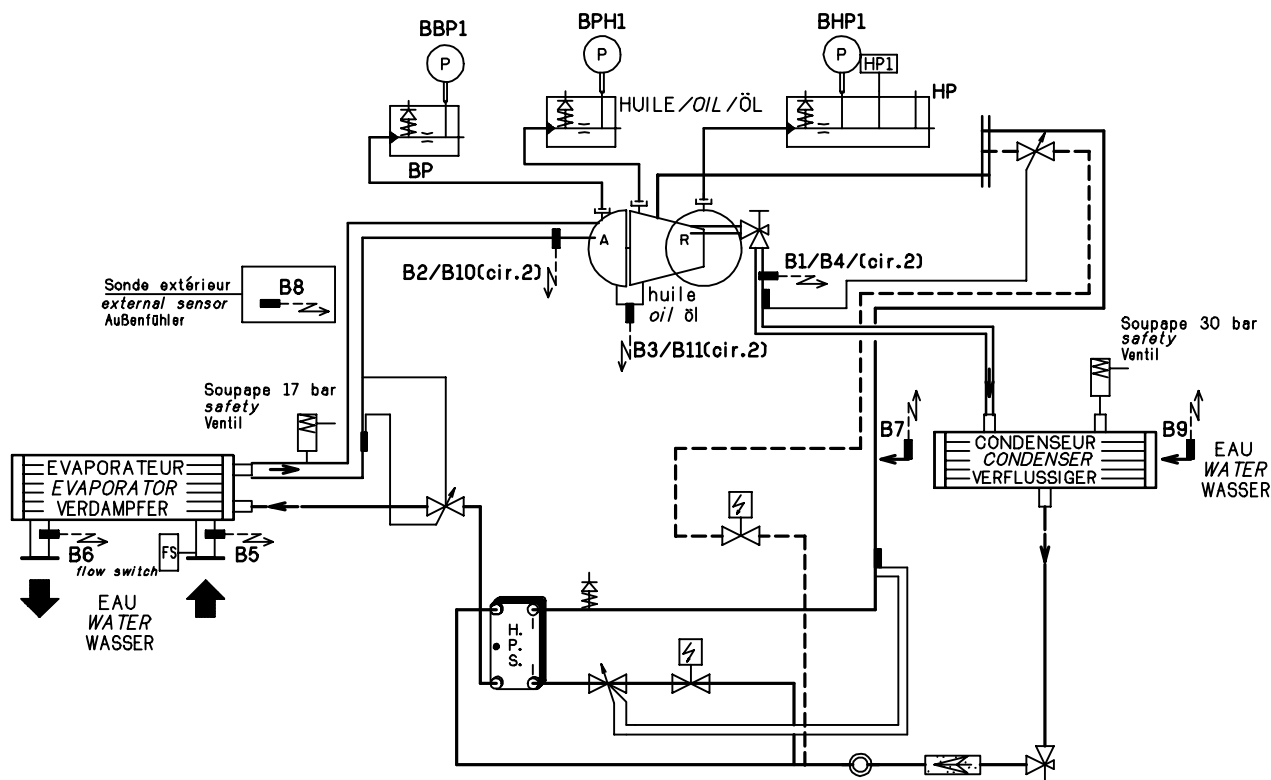 BBP1
BPH1
BHP1
P
P
P
HP1
HP
HUILE/OIL/ÖL
BP
A
R
B2/B10(cir.2)
B1/B4/(cir.2)
huile
oil öl
B3/B11(cir.2)
Sonde extérieur
external sensor
Außenfühler
B8
Soupape 30 bar
safety
Ventil
Soupape 17 bar
safety
Ventil
B7
B9
CONDENSEUR
CONDENSER
VERFLUSSIGER
EAU
WATER
WASSER
EVAPORATEUR
EVAPORATOR
VERDAMPFER
B6
flow switch
FS
B5
EAU
WATER
WASSER
H.
P.
S.